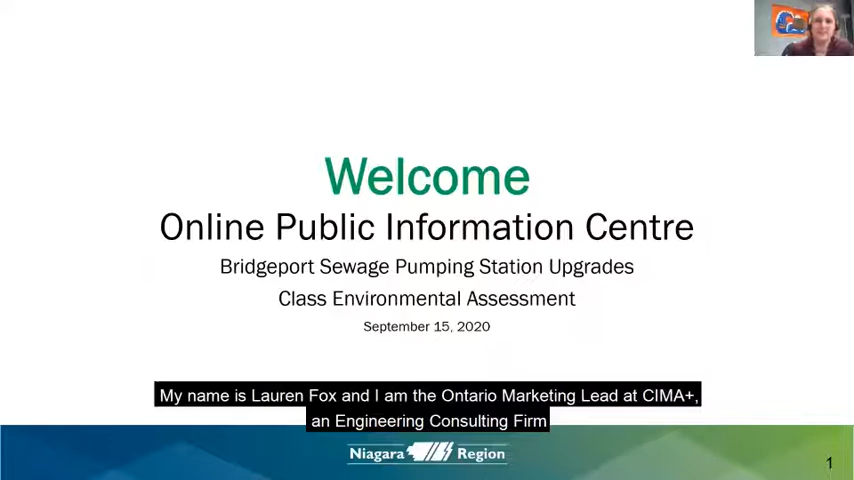 Welcome
Online Public Information Centre
Bridgeport Sewage Pumping Station Upgrades
Class Environmental Assessment
September 15, 2020
My name is Lauren Fox and I am the Ontario Marketing Lead at CIMA+,
an Engineering Consulting Firm
Niagara Region
1